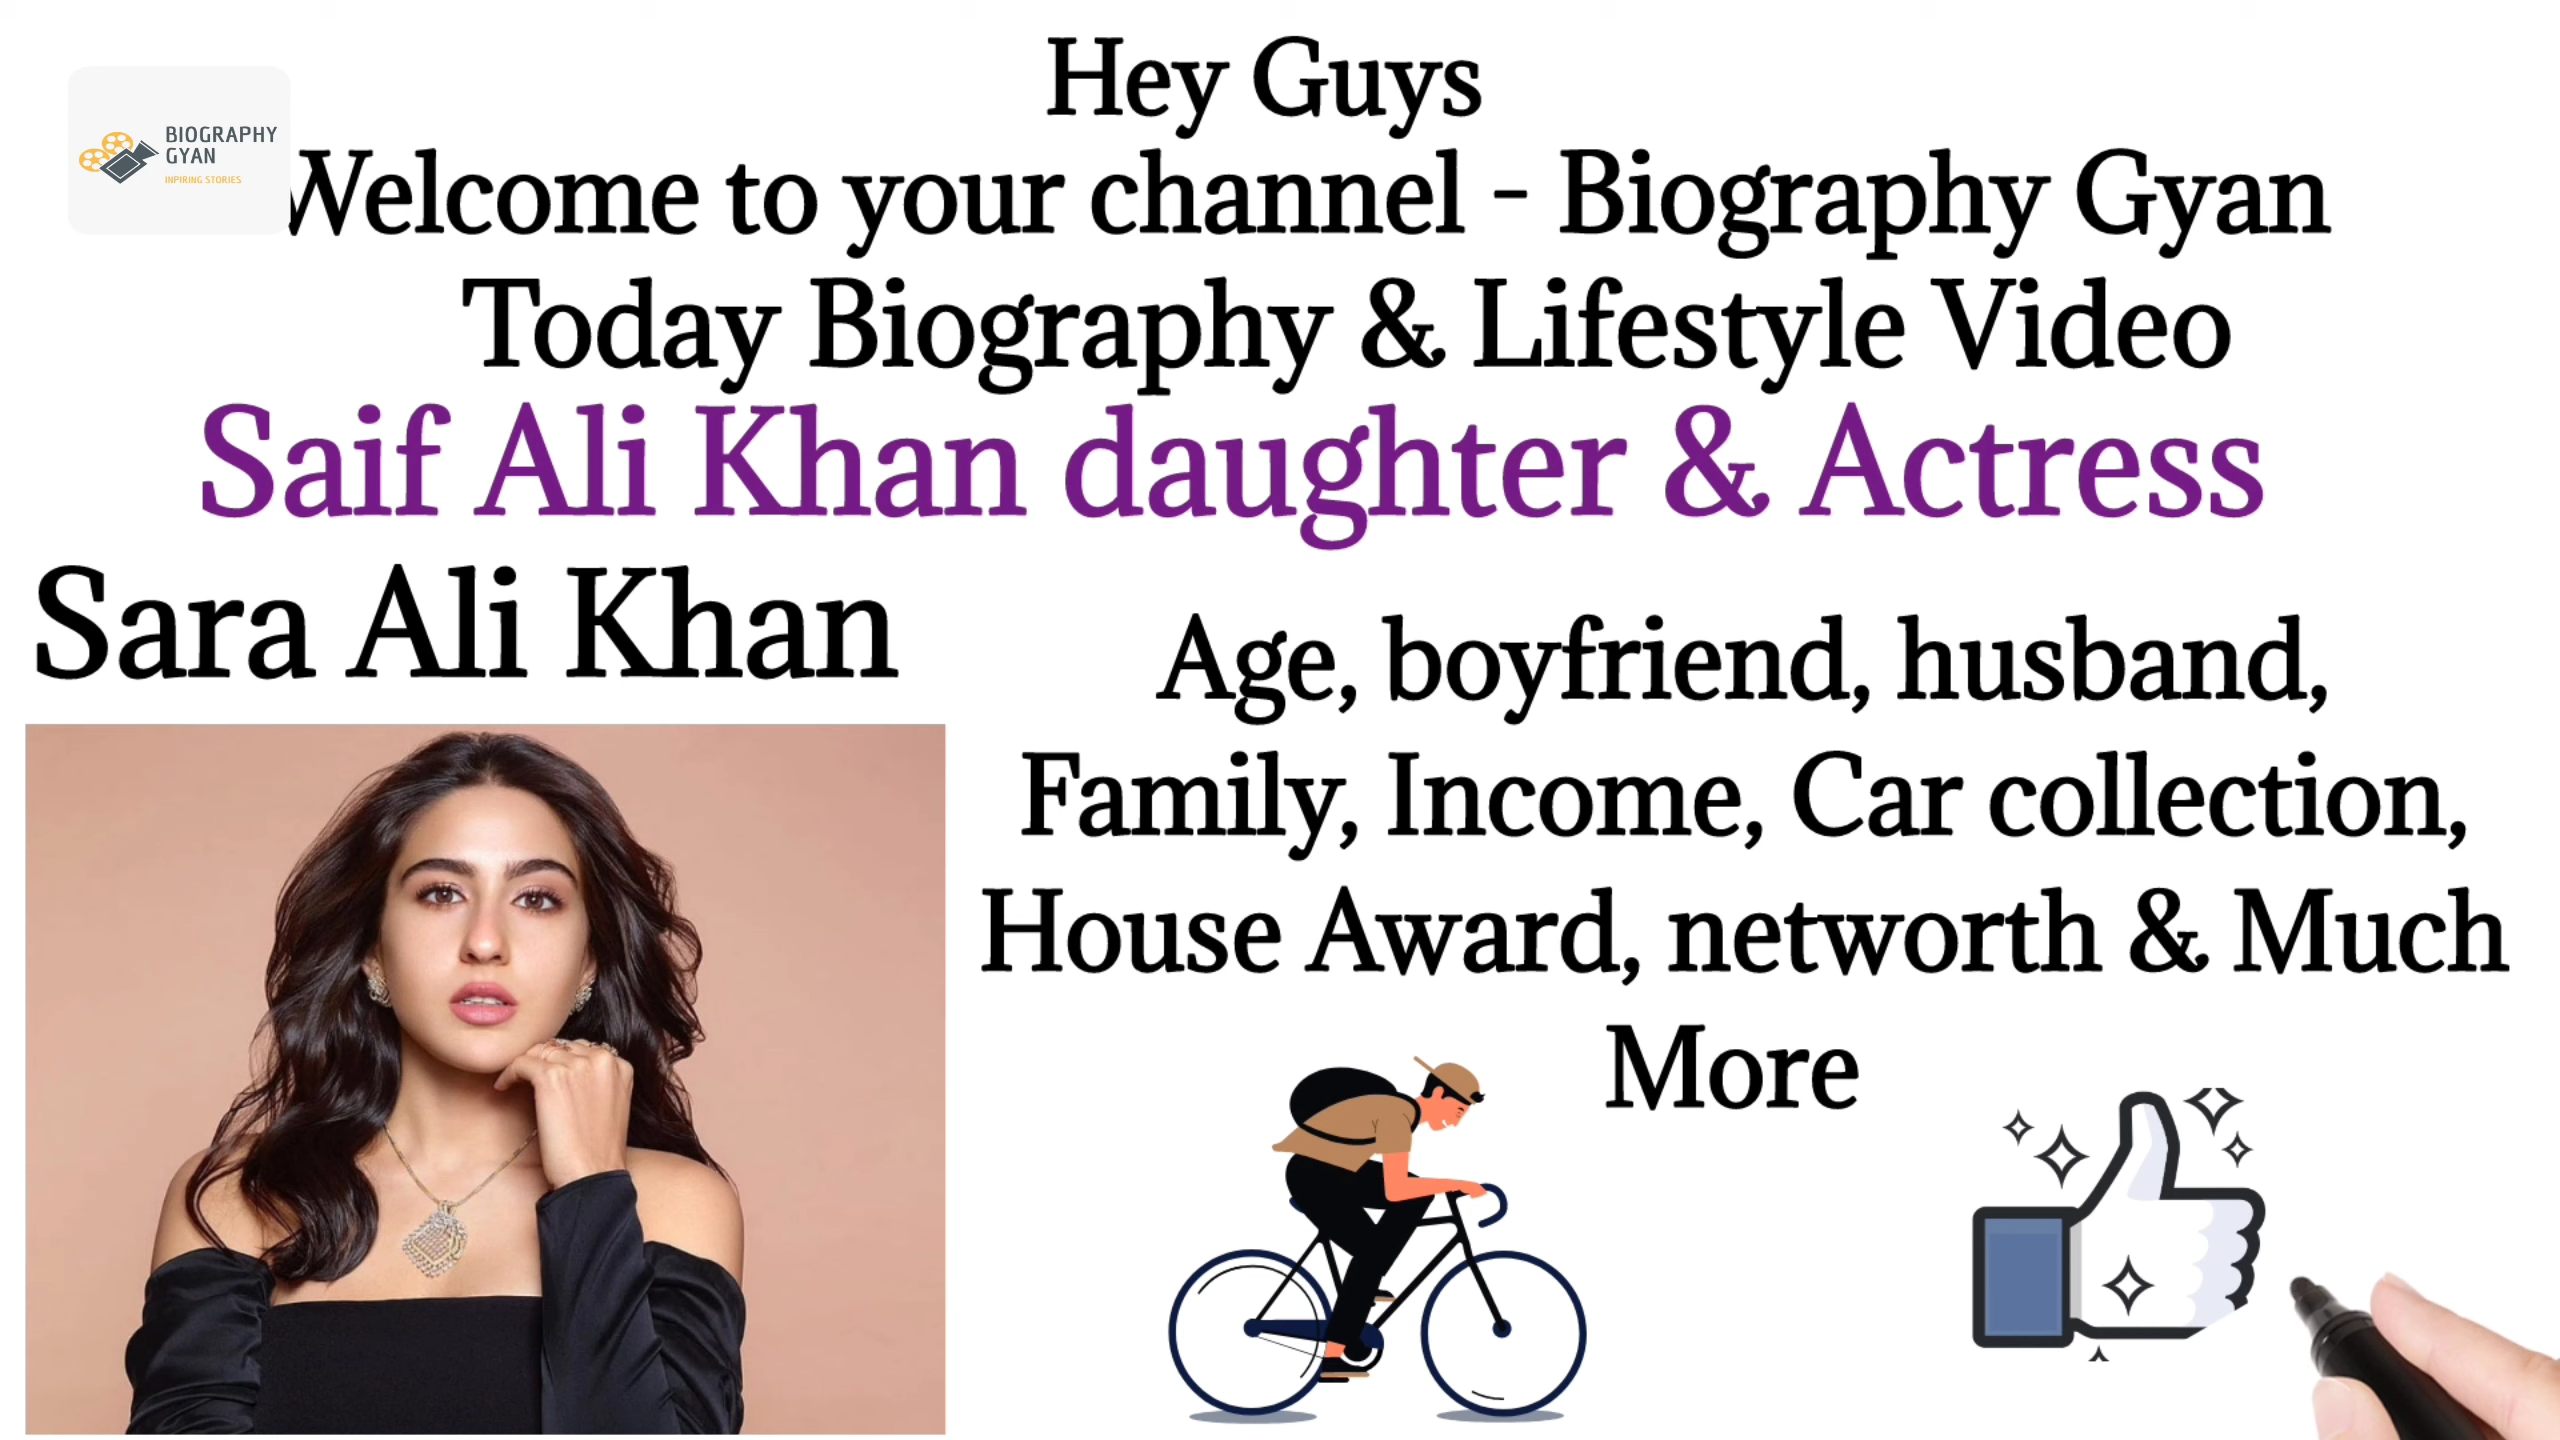 Hey Guys
BIOGRAPHY
GYAN
INPIRING STORIES
Welcome to your channel - Biography Gyan
Today Biography & Lifestyle Video
Saif Ali Khan daughter & Actress
Sara Ali Khan
Age, boyfriend, husband,
Family, Income, Car collection,
House Award, networth & Much
More